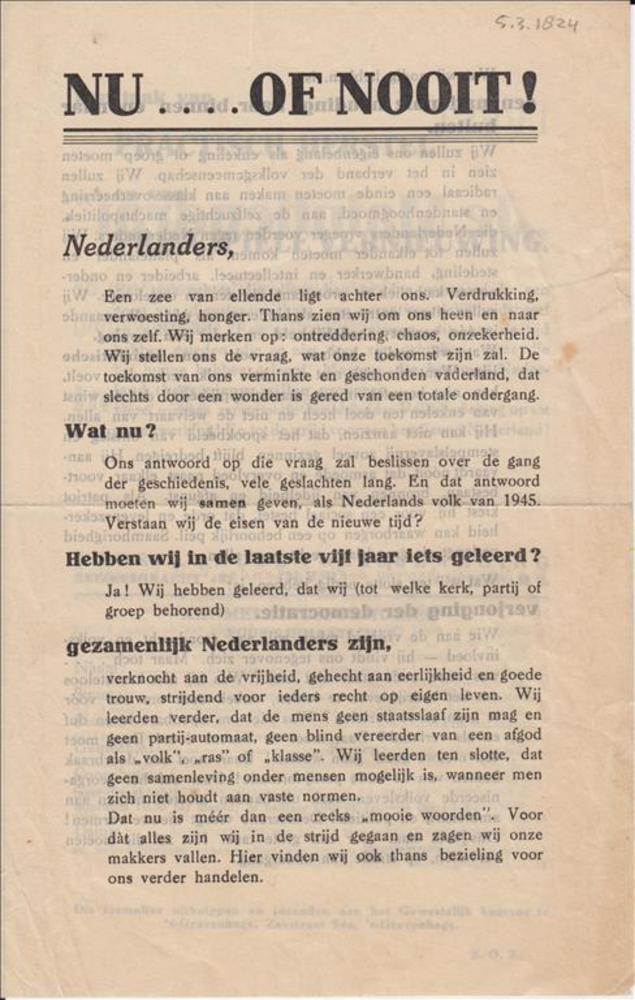 5.3.1824
NU .... OF NOOIT!
Nederlanders,
Een zee van ellende ligt achter ons. Verdrukking,
verwoesting, honger. Thans zien wij om ons heen en naar
ons zelf. Wij merken op: ontreddering, chaos, onzekerheid.
Wij stellen ons de vraag, wat onze toekomst zijn zal. De
toekomst van ons verminkte en geschonden vaderland, dat
slechts door een wonder is gered van een totale ondergang.
Wat nu?
Ons antwoord op die vraag zal beslissen over de gang
der geschiedenis, vele geslachten lang. En dat antwoord
moeten wij samen geven, als Nederlands volk van 1945.
Verstaan wij de eisen van de nieuwe tijd?
Hebben wij in de laatste vijf jaar iets geleerd?
Ja! Wij hebben geleerd, dat wij (tot welke kerk, partij of
groep behorend)
gezamenlijk Nederlanders zijn,
verknocht aan de vrijheid, gehecht aan eerlijkheid en goede
trouw, strijdend voor ieders recht op eigen leven. Wij
leerden verder, dat de mens geen staatsslaaf zijn mag en
geen partij-automaat, geen blind vereerder van een afgod
als „volk”, „ras” of „klasse”. Wij leerden ten slotte, dat
geen samenleving onder mensen mogelijk is, wanneer men
zich niet houdt aan vaste normen.
Dat nu is méér dan een reeks „mooie woorden”. Voor
dàt alles zijn wij in de strijd gegaan en zagen wij onze
makkers vallen. Hier vinden wij ook thans bezieling voor
ons verder handelen.